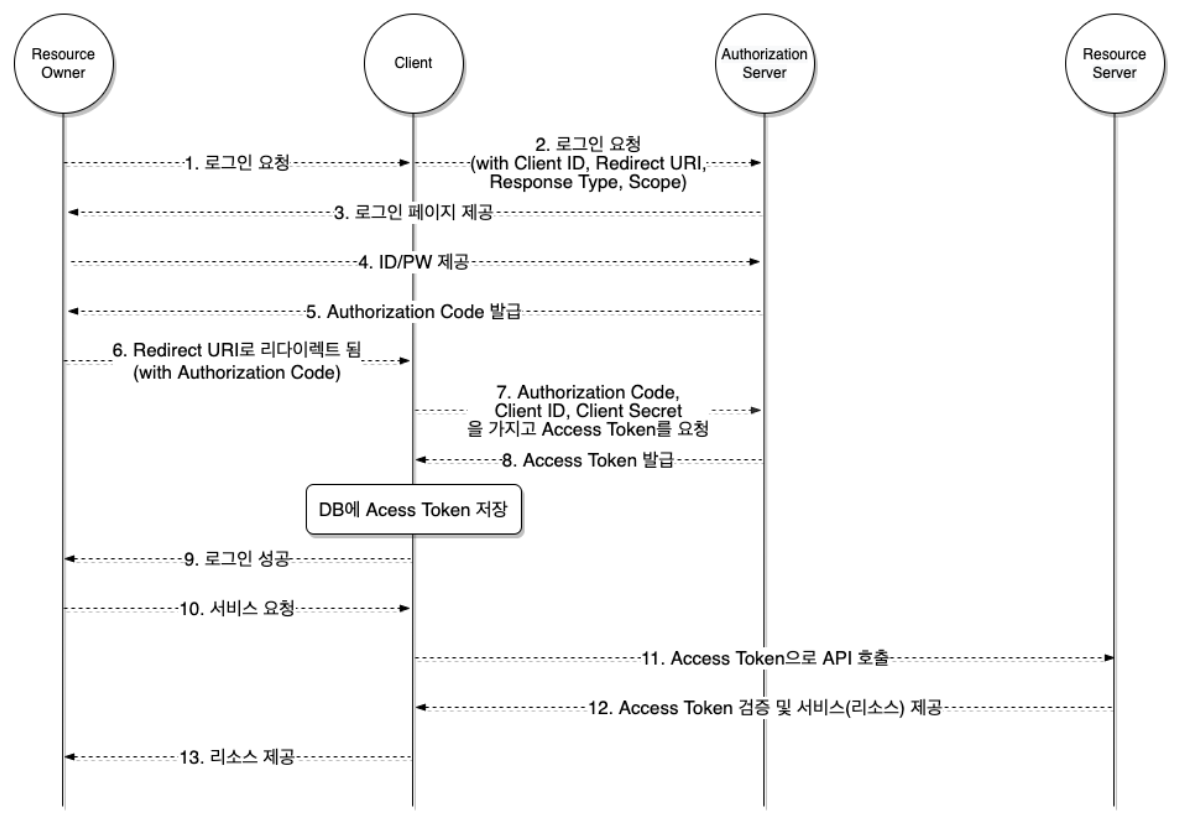 Resource
Owner
Client
Authorization
Server
Resource
Server
1. 로그인 요청
2. 로그인 요청
(with Client ID, Redirect URI,
Response Type, Scope)
3. 로그인 페이지 제공
4. ID/PW 제공
5. Authorization Code 발급
6. Redirect URI로 리다이렉트 됨
(with Authorization Code)
7. Authorization Code,
Client ID, Client Secret
을 가지고 Access Token를 요청
8. Access Token 발급
DB에 Acess Token 저장
9. 로그인 성공
10. 서비스 요청
11. Access Token으로 API 호출
12. Access Token 검증 및 서비스(리소스) 제공
13. 리소스 제공